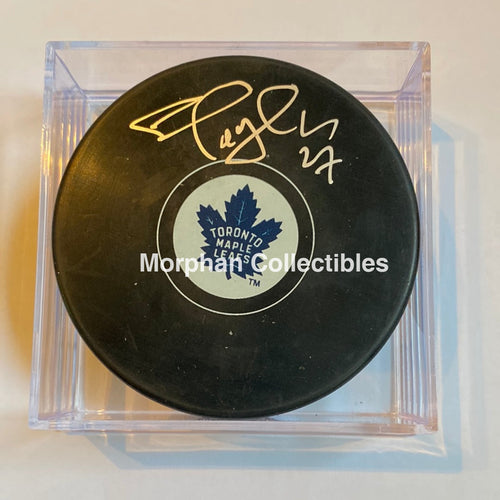 27
TORONTO
MAPLE
LEAFS
TM
Morphan Collectibles